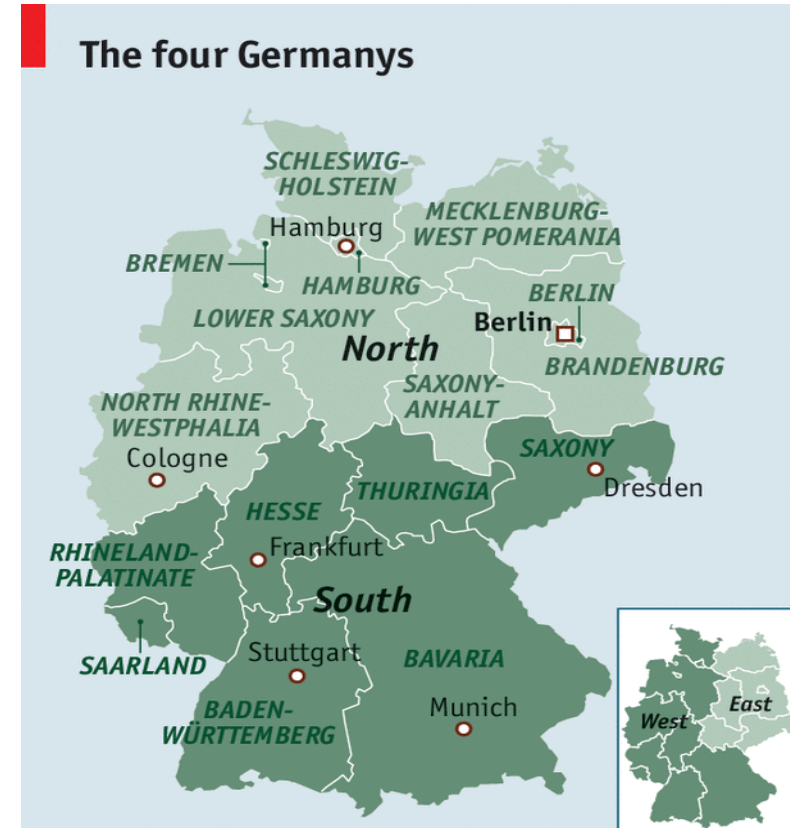 The four Germanys
SCHLESWIG-
HOLSTEIN
MECKLENBURG-
WEST POMERANIA
Hamburg
BREMEN
HAMBURG
BERLIN
LOWER SAXONY
Berlin
North
BRANDENBURG
SAXONY-
ANHALT
NORTH RHINE-
WESTPHALIA
Cologne
SAXONY
Dresden
THURINGIA
HESSE
Frankfurt
RHINELAND-
PALATINATE
South
SAARLAND
Stuttgart
BAVARIA
BADEN-
WÜRTTEMBERG
Munich
West
East